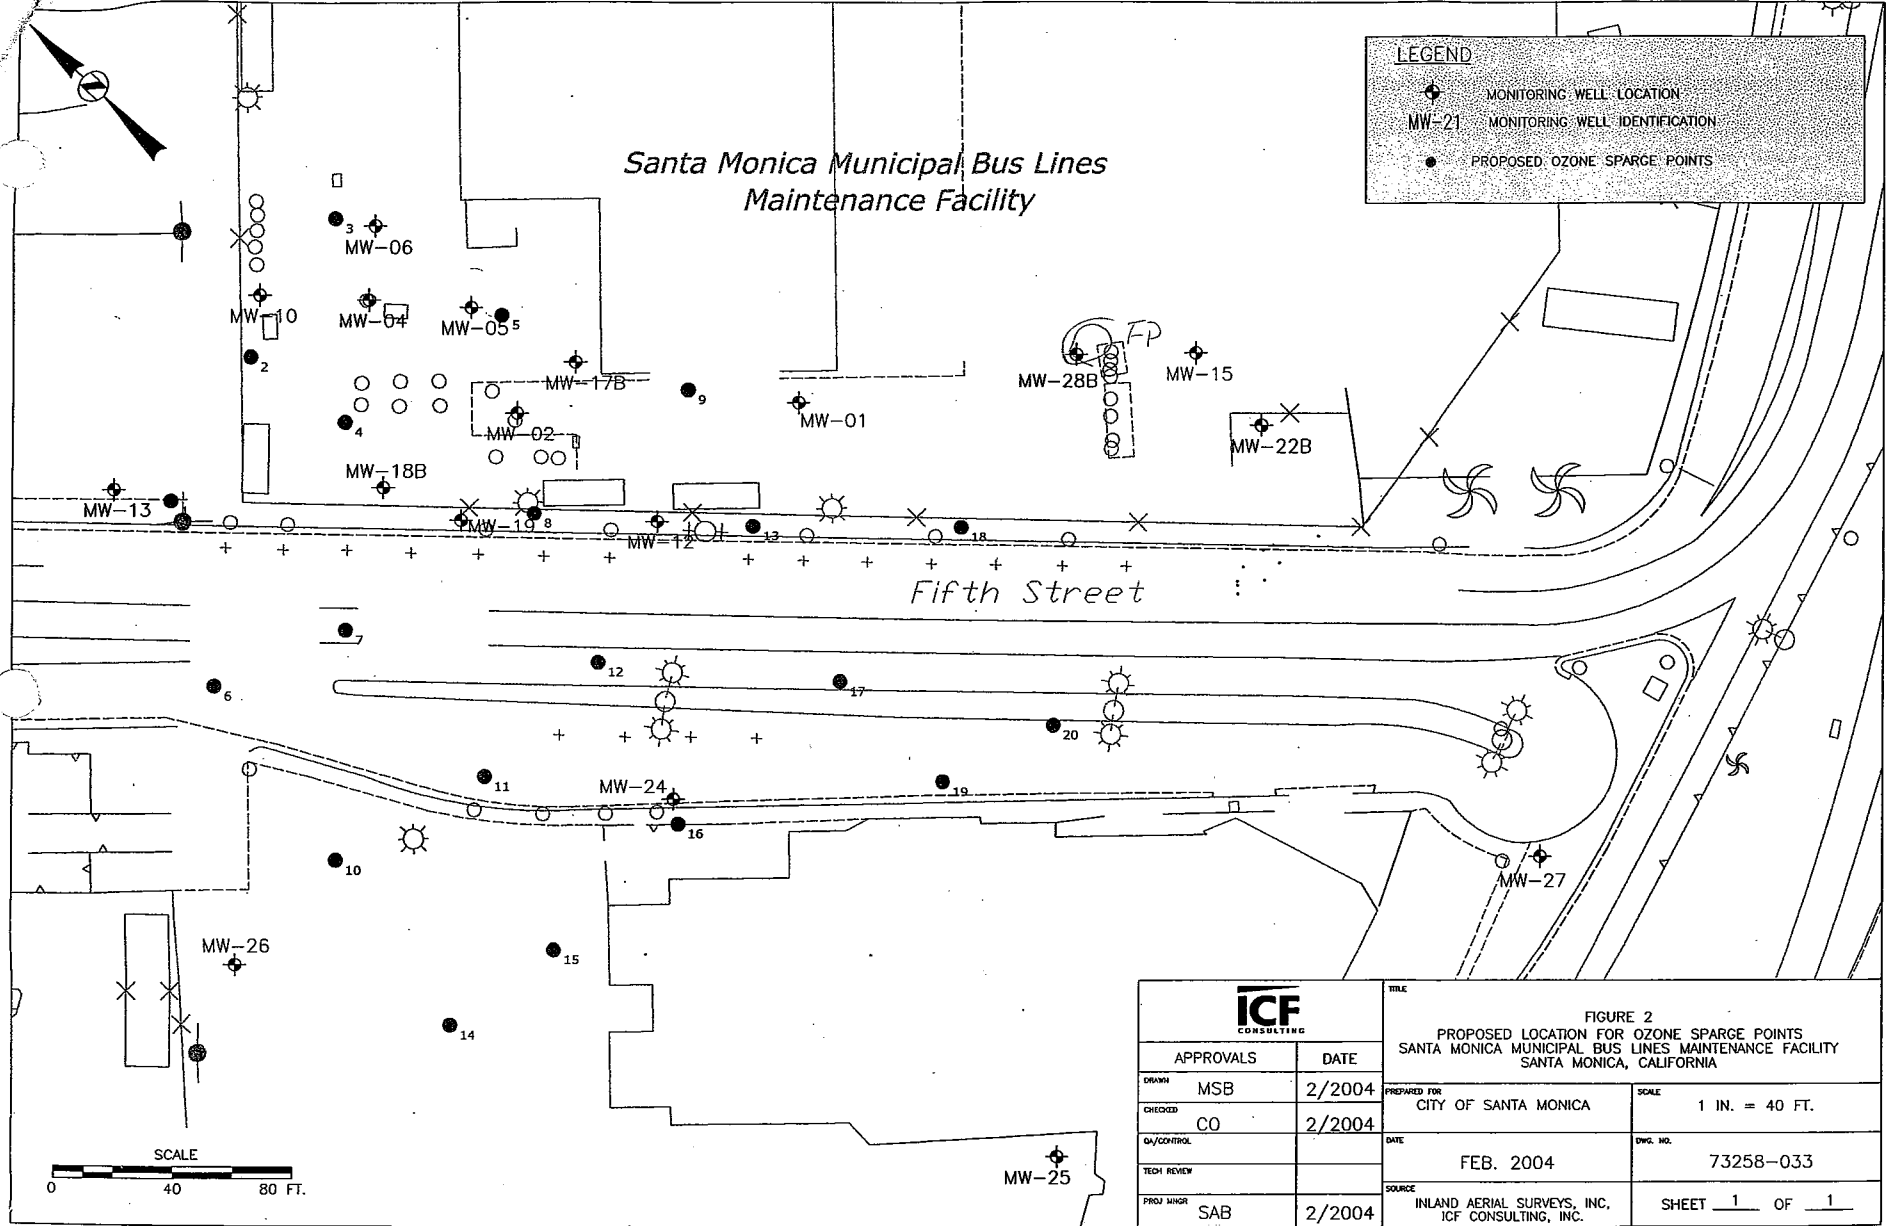 LEGEND
MONITORING WELL LOCATION
MW-21 MONITORING WELL IDENTIFICATION
PROPOSED OZONE SPARGE POINTS
Santa Monica Municipal Bus Lines
Maintenance Facility
3
MW-06
MW-10
MW-04
MW-05
5
2
MW-17B
MW-28B
FP
MW-15
9
MW-01
4
MW-02
MW-22B
MW-18B
MW-13
MW-19
8
MW-12
13
18
Fifth Street
7
12
17
6
20
11
MW-24
19
16
10
MW-27
MW-26
15
14
MW-25
SCALE
0 40 80 FT.
ICF
CONSULTING
APPROVALS DATE
DRAWN MSB 2/2004
CHECKED CO 2/2004
QA/CONTROL
TECH REVIEW
PROJ MNGR SAB 2/2004
TITLE
FIGURE 2
PROPOSED LOCATION FOR OZONE SPARGE POINTS
SANTA MONICA MUNICIPAL BUS LINES MAINTENANCE FACILITY
SANTA MONICA, CALIFORNIA
PREPARED FOR
CITY OF SANTA MONICA
SCALE
1 IN. = 40 FT.
DATE
FEB. 2004
DWG. NO.
73258-033
SOURCE
INLAND AERIAL SURVEYS, INC,
ICF CONSULTING, INC.
SHEET 1 OF 1